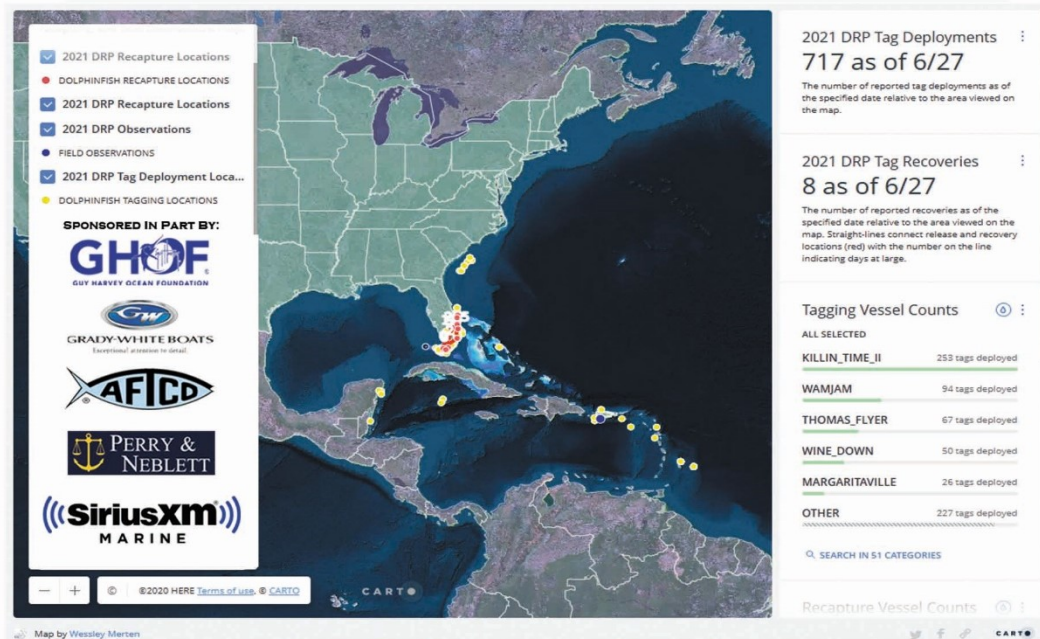 2021 DRP Recapture Locations
DOLPHINFISH RECAPTURE LOCATIONS
2021 DRP Recapture Locations
2021 DRP Observations
FIELD OBSERVATIONS
2021 DRP Tag Deployment Loca...
DOLPHINFISH TAGGING LOCATIONS
SPONSORED IN PART BY:
GHOF
GUY HARVEY OCEAN FOUNDATION
GW
GRADY-WHITE BOATS
Exceptional attention to detail.
AFTCO
PERRY &
NEBLETT
SiriusXM
MARINE
− + © ©2020 HERE Terms of use, © CARTO
CARTO
Map by Wessley Merten
2021 DRP Tag Deployments
717 as of 6/27
The number of reported tag deployments as of
the specified date relative to the area viewed on
the map.
2021 DRP Tag Recoveries
8 as of 6/27
The number of reported recoveries as of the
specified date relative to the area viewed on the
map. Straight-lines connect release and recovery
locations (red) with the number on the line
indicating days at large.
Tagging Vessel Counts
ALL SELECTED
KILLIN_TIME_II 253 tags deployed
WAMJAM 94 tags deployed
THOMAS_FLYER 67 tags deployed
WINE_DOWN 50 tags deployed
MARGARITAVILLE 26 tags deployed
OTHER 227 tags deployed
SEARCH IN 51 CATEGORIES
Recapture Vessel Counts
CARTO